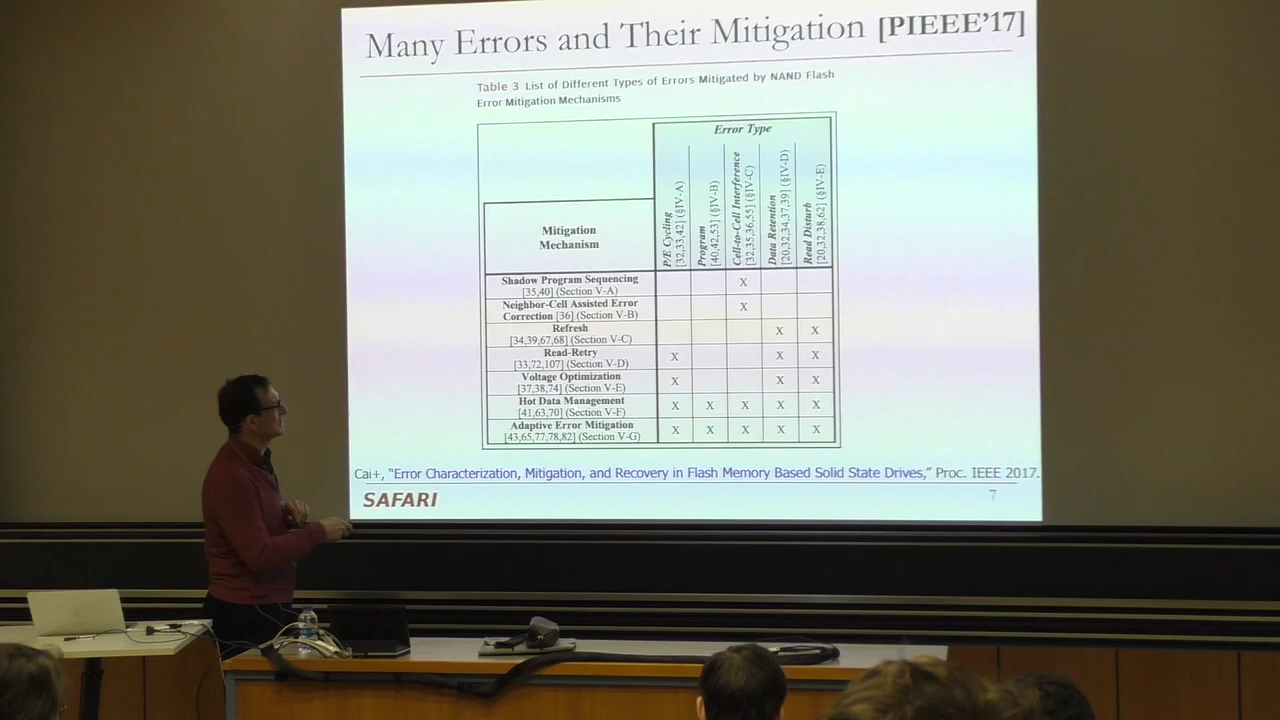 Many Errors and Their Mitigation [PIEEE'17]
Table 3 List of Different Types of Errors Mitigated by NAND Flash
Error Mitigation Mechanisms
Error Type
Mitigation
Mechanism
P/E Cycling
[32,33,42] (§IV-A)
Program
[40,42,53] (§IV-B)
Cell-to-Cell Interference
[32,35,36,55] (§IV-C)
Data Retention
[20,32,34,37,39] (§IV-D)
Read Disturb
[20,32,38,62] (§IV-E)
Shadow Program Sequencing
[35,40] (Section V-A) X
Neighbor-Cell Assisted Error
Correction [36] (Section V-B) X
Refresh
[34,39,67,68] (Section V-C) X X
Read-Retry
[33,72,107] (Section V-D) X X X
Voltage Optimization
[37,38,74] (Section V-E) X X X
Hot Data Management
[41,63,70] (Section V-F) X X X X X
Adaptive Error Mitigation
[43,65,77,78,82] (Section V-G) X X X X X
Cai+, "Error Characterization, Mitigation, and Recovery in Flash Memory Based Solid State Drives," Proc. IEEE 2017.
SAFARI
7